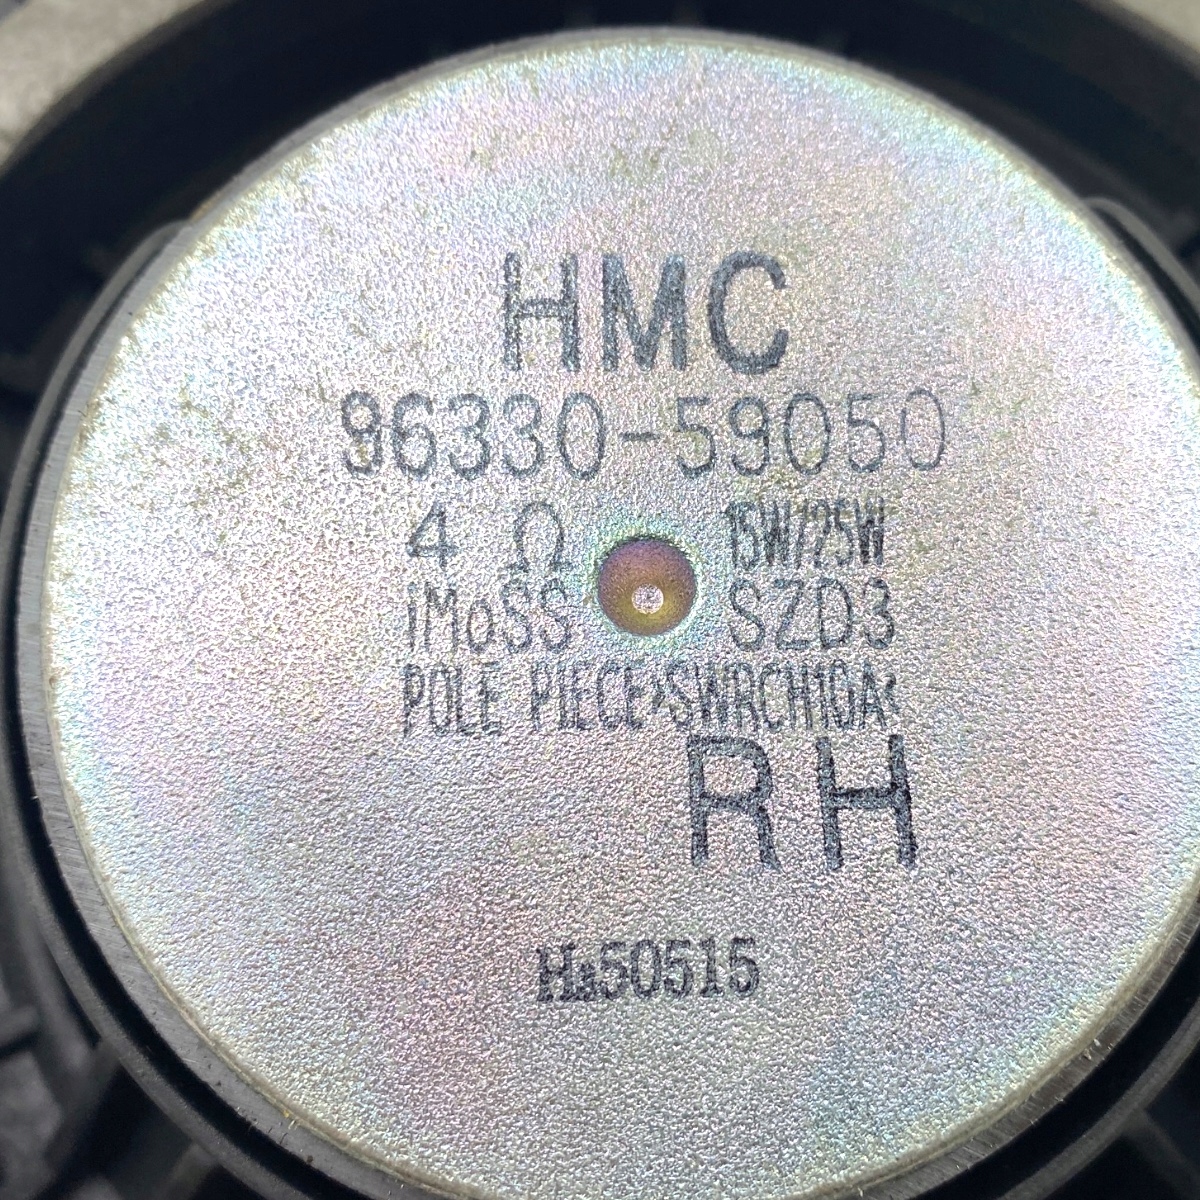 HMC
96330-59050
4 Ω 15W/25W
iMoSS SZD3
POLE PIECE>SWRCH10A<
RH
Ha50515